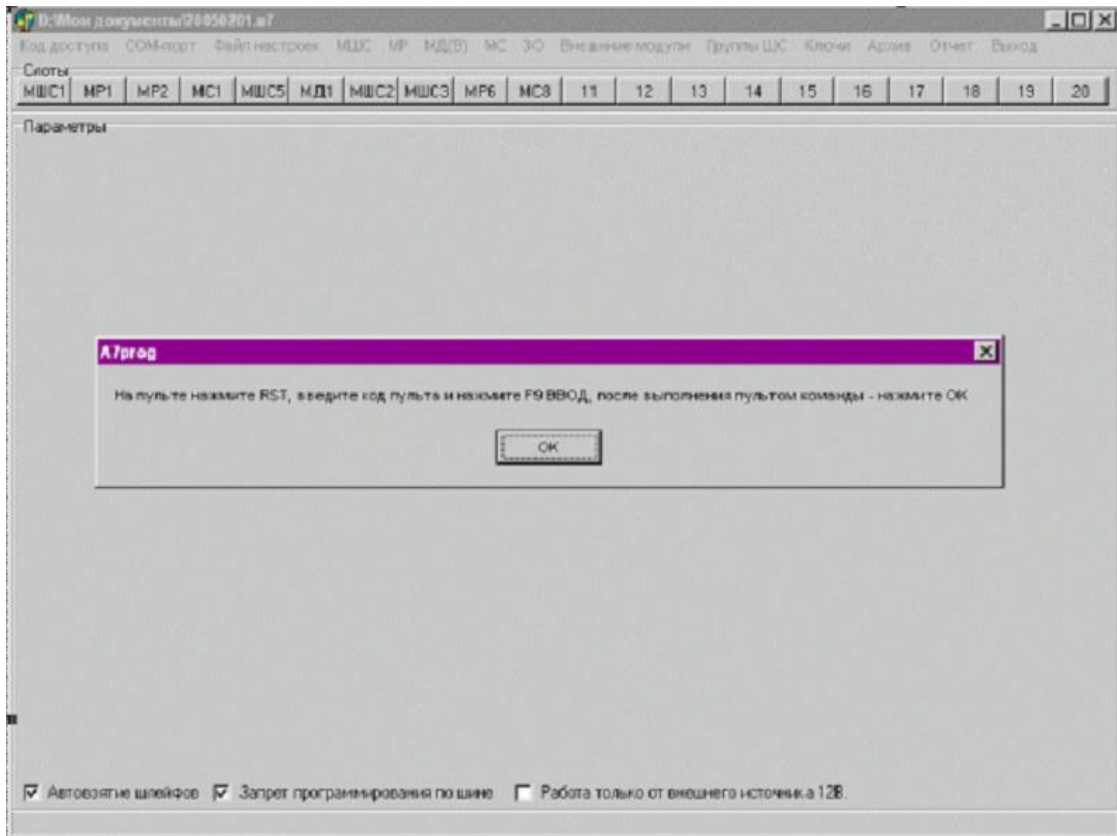 D:\Мои документы\20050201.a7
Код доступа COM-порт Файл настроек МШС МР МД(В) МС ЗО Внешние модули Группы ШС Ключи Архив Отчет Выход
Слоты
МШС1 МР1 МР2 МС1 МШС5 МД1 МШС2 МШС3 МР6 МС8 11 12 13 14 15 16 17 18 19 20
Параметры
A7prog
На пульте нажмите RST, введите код пульта и нажмите F9 ВВОД, после выполнения пультом команды - нажмите ОК
ОК
Автовзятие шлейфов Запрет программирования по шине Работа только от внешнего источника 12В.